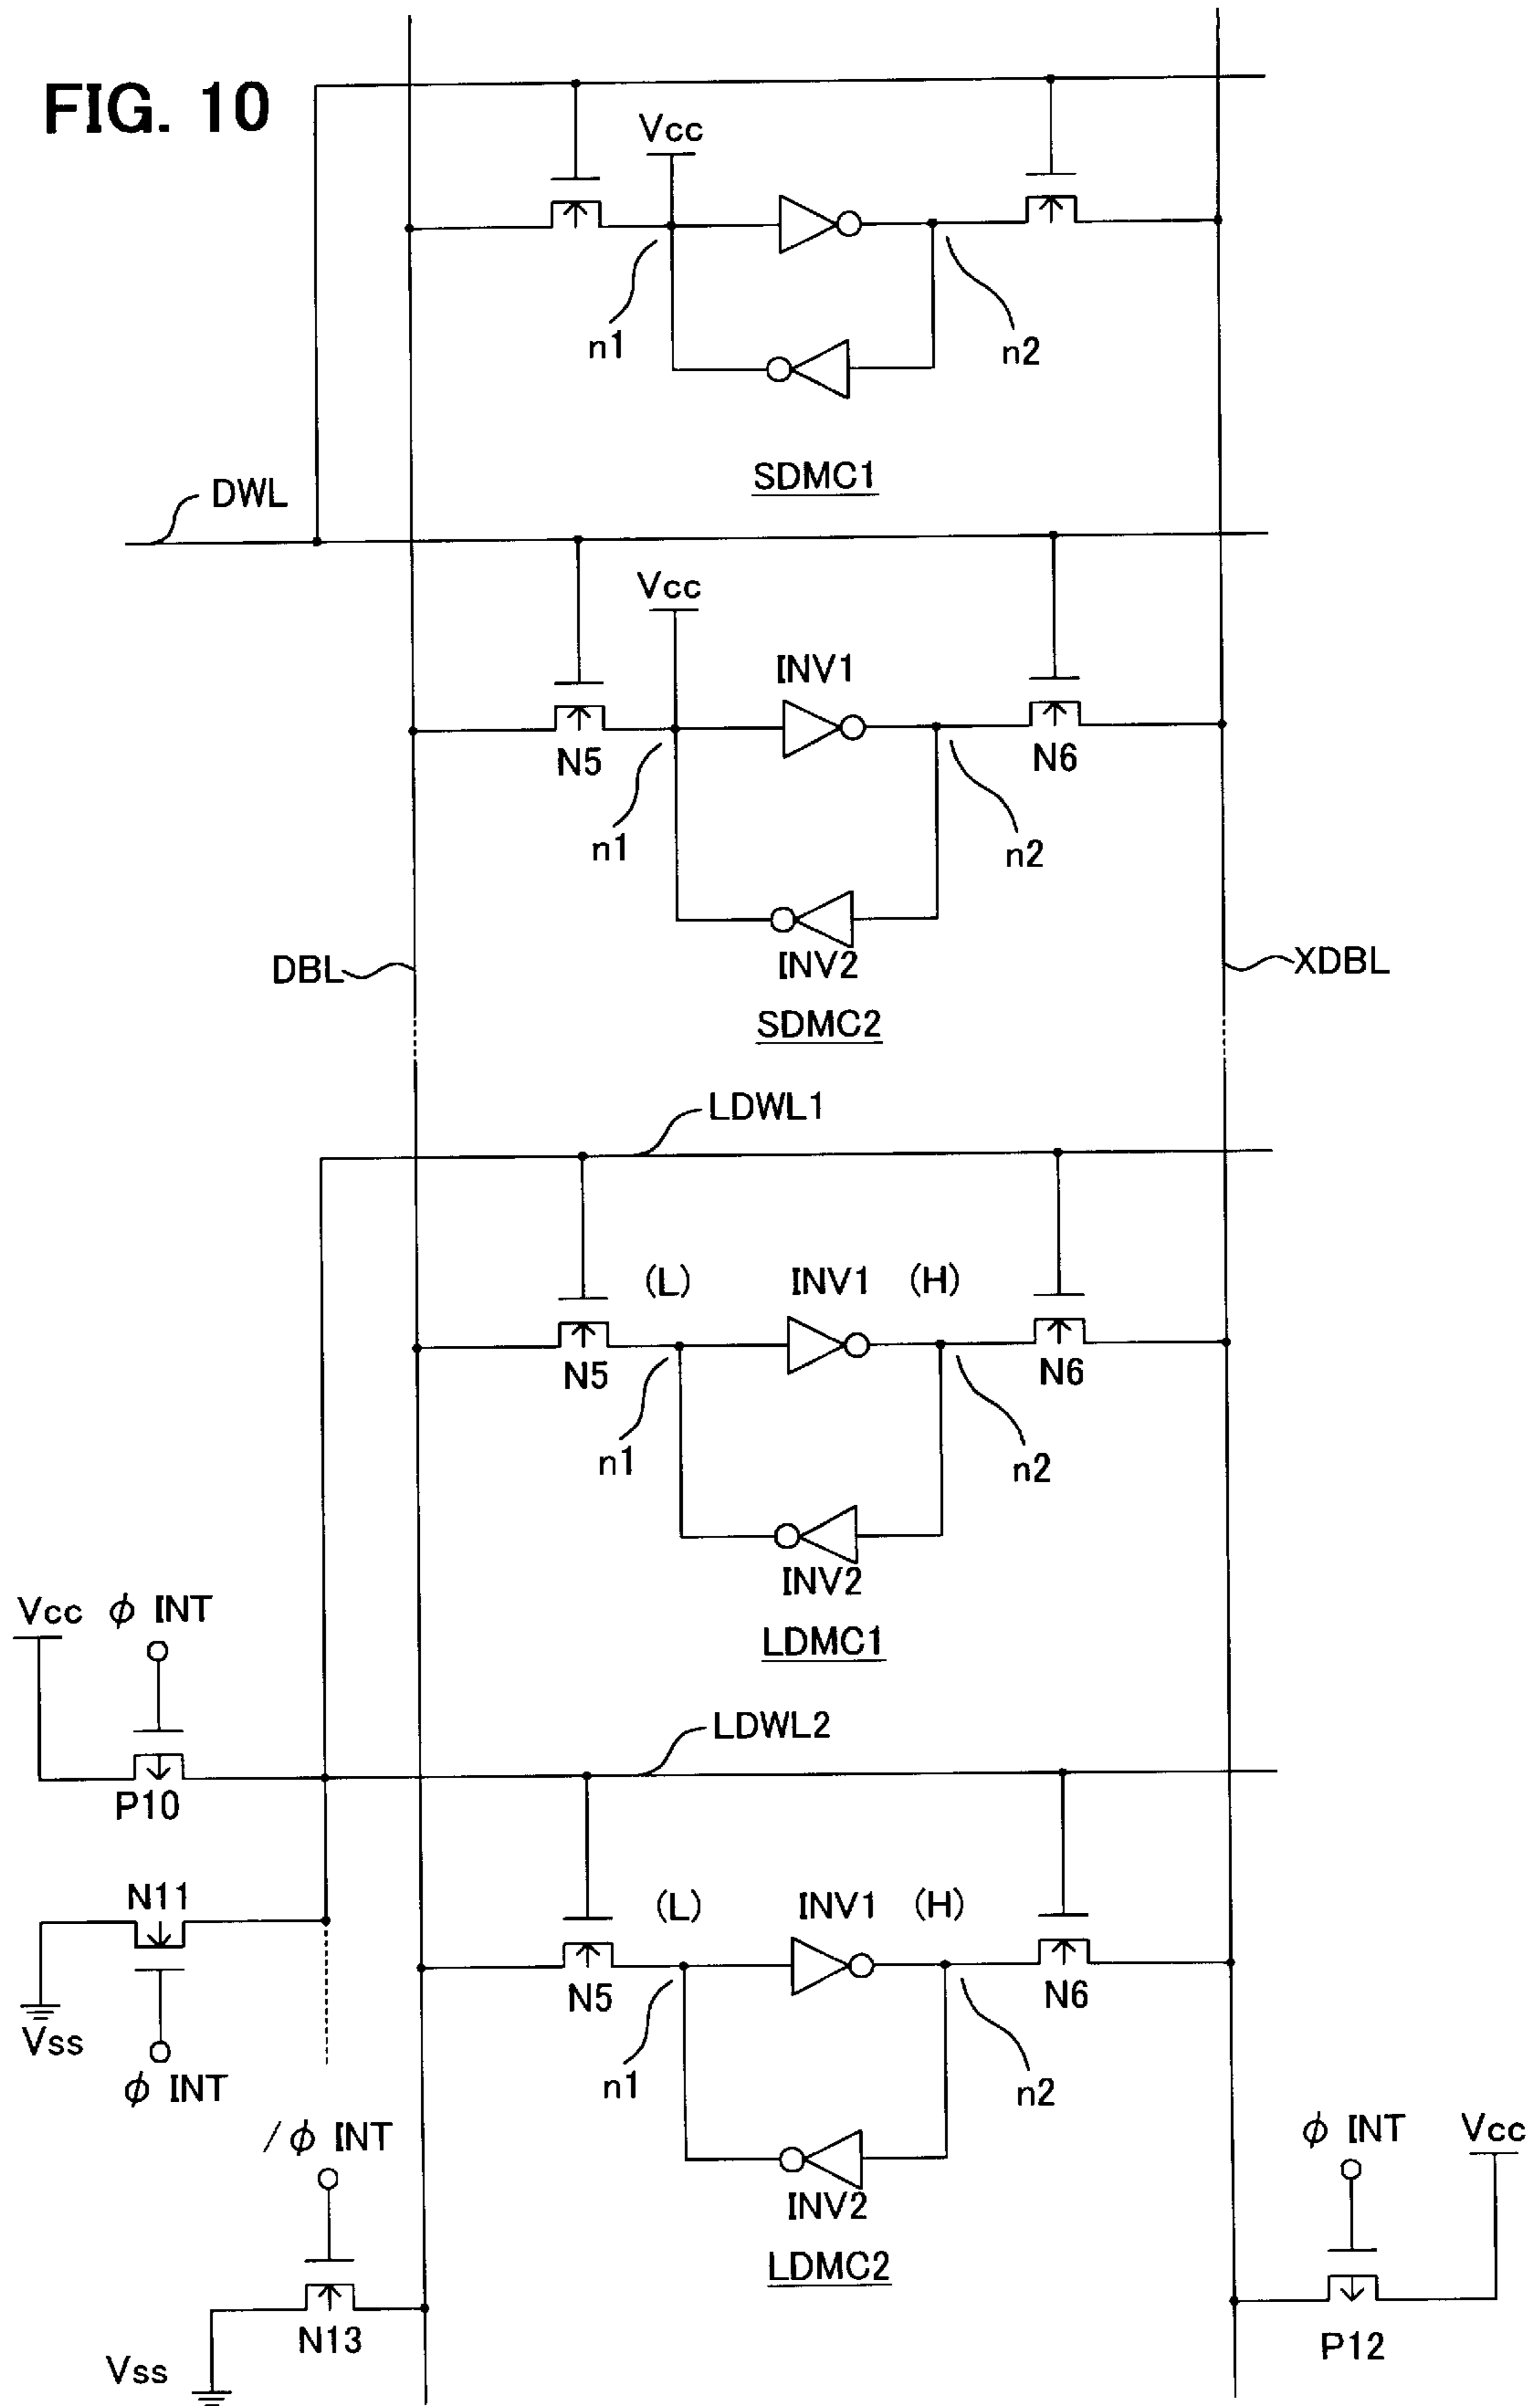 FIG. 10
Vcc
n1
n2
SDMC1
DWL
Vcc
INV1
N5
N6
n1
n2
INV2
DBL
XDBL
SDMC2
LDWL1
(L) INV1 (H)
N5
N6
n1
n2
INV2
Vcc φ INT
LDMC1
LDWL2
P10
N11
(L) INV1 (H)
N5
N6
Vss
n1
n2
φ INT
/φ INT
φ INT Vcc
INV2
LDMC2
N13
P12
Vss